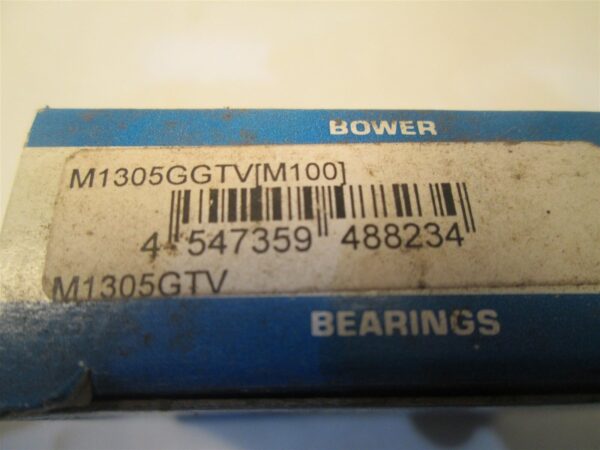 BOWER
M1305GGTV[M100]
4 547359 488234
M1305GTV
BEARINGS